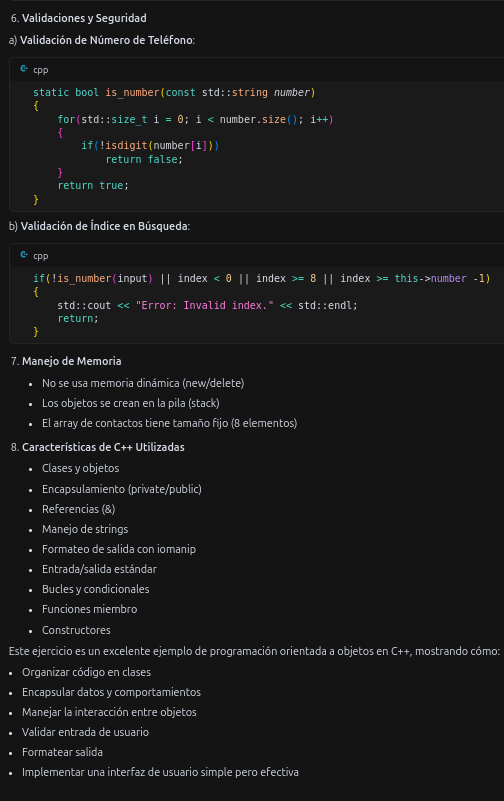 6. Validaciones y Seguridad
a) Validación de Número de Teléfono:
cpp
static bool is_number(const std::string number)
{
    for(std::size_t i = 0; i < number.size(); i++)
    {
        if(!isdigit(number[i]))
            return false;
    }
    return true;
}
b) Validación de Índice en Búsqueda:
cpp
if(!is_number(input) || index < 0 || index >= 8 || index >= this->number -1)
{
    std::cout << "Error: Invalid index." << std::endl;
    return;
}
7. Manejo de Memoria
• No se usa memoria dinámica (new/delete)
• Los objetos se crean en la pila (stack)
• El array de contactos tiene tamaño fijo (8 elementos)
8. Características de C++ Utilizadas
• Clases y objetos
• Encapsulamiento (private/public)
• Referencias (&)
• Manejo de strings
• Formateo de salida con iomanip
• Entrada/salida estándar
• Bucles y condicionales
• Funciones miembro
• Constructores
Este ejercicio es un excelente ejemplo de programación orientada a objetos en C++, mostrando cómo:
• Organizar código en clases
• Encapsular datos y comportamientos
• Manejar la interacción entre objetos
• Validar entrada de usuario
• Formatear salida
• Implementar una interfaz de usuario simple pero efectiva